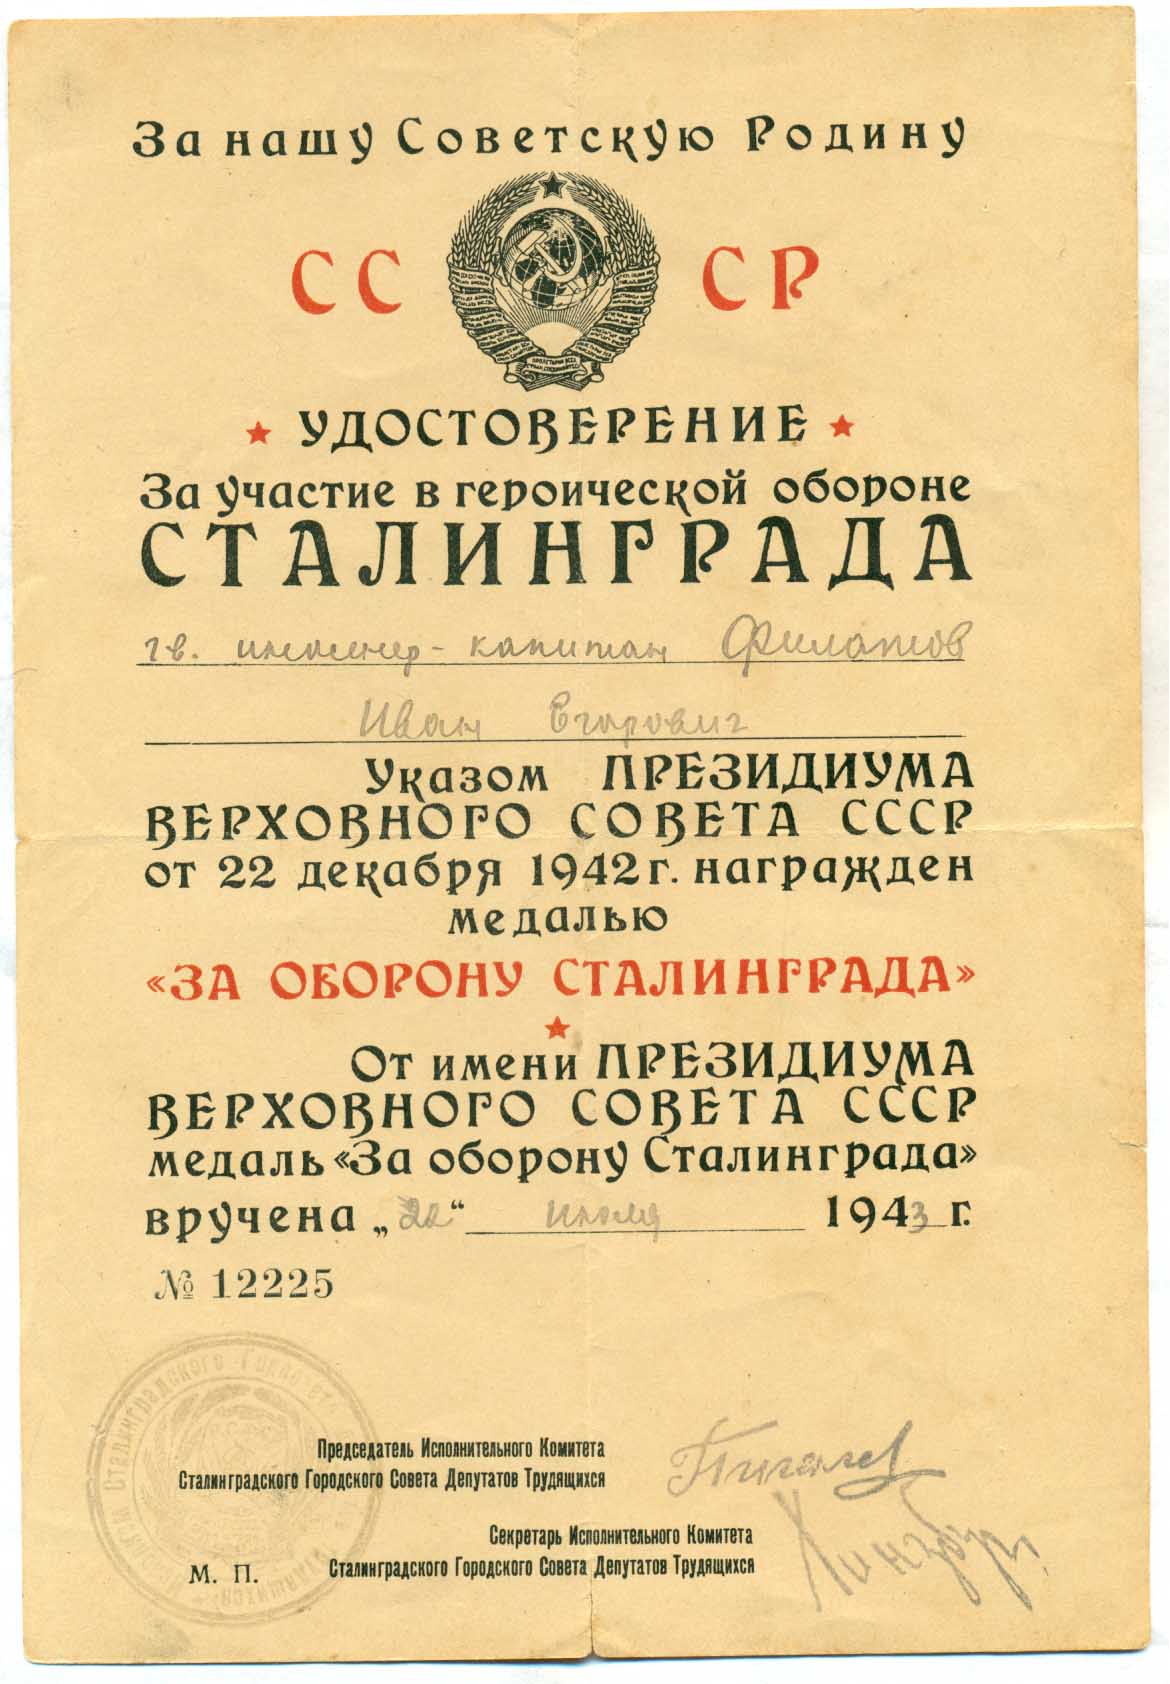 За нашу Советскую Родину
СС СР
УДОСТОВЕРЕНИЕ
За участие в героической обороне
СТАЛИНГРАДА
гв. инженер-капитан Филатов
Иван Егорович
Указом ПРЕЗИДИУМА
ВЕРХОВНОГО СОВЕТА СССР
от 22 декабря 1942 г. награжден
медалью
«ЗА ОБОРОНУ СТАЛИНГРАДА»
От имени ПРЕЗИДИУМА
ВЕРХОВНОГО СОВЕТА СССР
медаль «За оборону Сталинграда»
вручена „22“ июля 1943 г.
№ 12225
Председатель Исполнительного Комитета
Сталинградского Городского Совета Депутатов Трудящихся
Пигалев
Секретарь Исполнительного Комитета
Сталинградского Городского Совета Депутатов Трудящихся
М. П.
Сталинградского